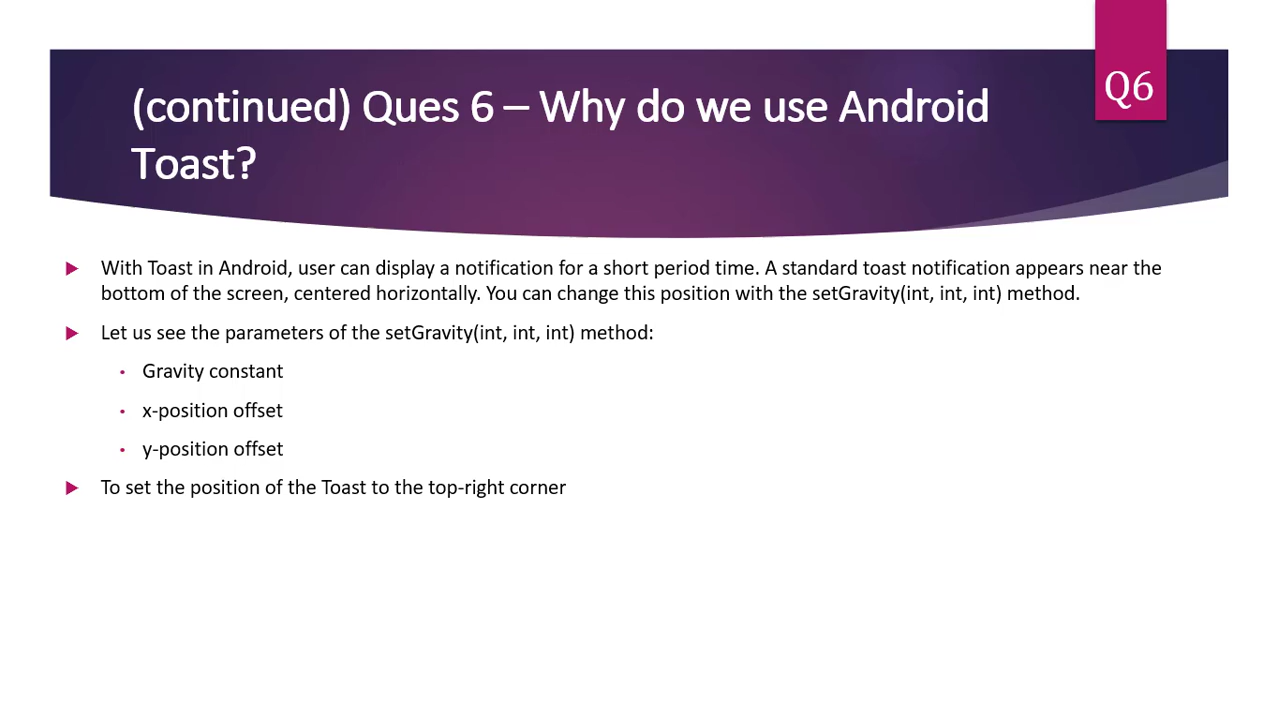 Q6
(continued) Ques 6 – Why do we use Android
Toast?
With Toast in Android, user can display a notification for a short period time. A standard toast notification appears near the
bottom of the screen, centered horizontally. You can change this position with the setGravity(int, int, int) method.
Let us see the parameters of the setGravity(int, int, int) method:
Gravity constant
x-position offset
y-position offset
To set the position of the Toast to the top-right corner